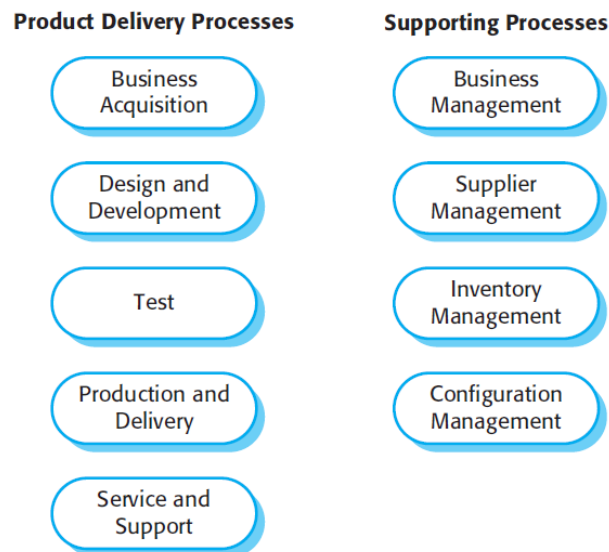 Product Delivery Processes
Business
Acquisition
Design and
Development
Test
Production and
Delivery
Service and
Support
Supporting Processes
Business
Management
Supplier
Management
Inventory
Management
Configuration
Management